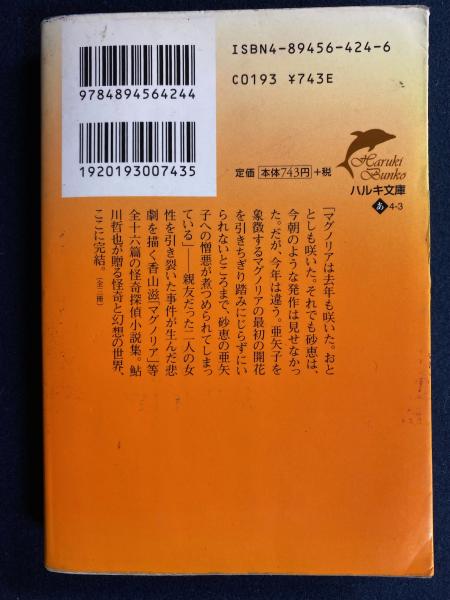 9784894564244
1920193007435
ISBN4-89456-424-6
C0193 ¥743E
定価 本体743円 +税
Haruki
Bunko
ハルキ文庫
あ 4-3
「マグノリアは去年も咲いた。おと
としも咲いた。それでも砂恵は、
今朝のような発作は見せなかっ
た。だが、今年は違う。亜矢子を
象徴するマグノリアの最初の開花
を引きちぎり踏みにじらずにい
られないところまで、砂恵の亜矢
子への憎悪が煮つめられてしまっ
ている」――親友だった二人の女
性を引き裂いた事件が生んだ悲
劇を描く香山滋「マグノリア」等
全十六篇の怪奇探偵小説集。鮎
川哲也が贈る怪奇と幻想の世界、
ここに完結。(全三冊)